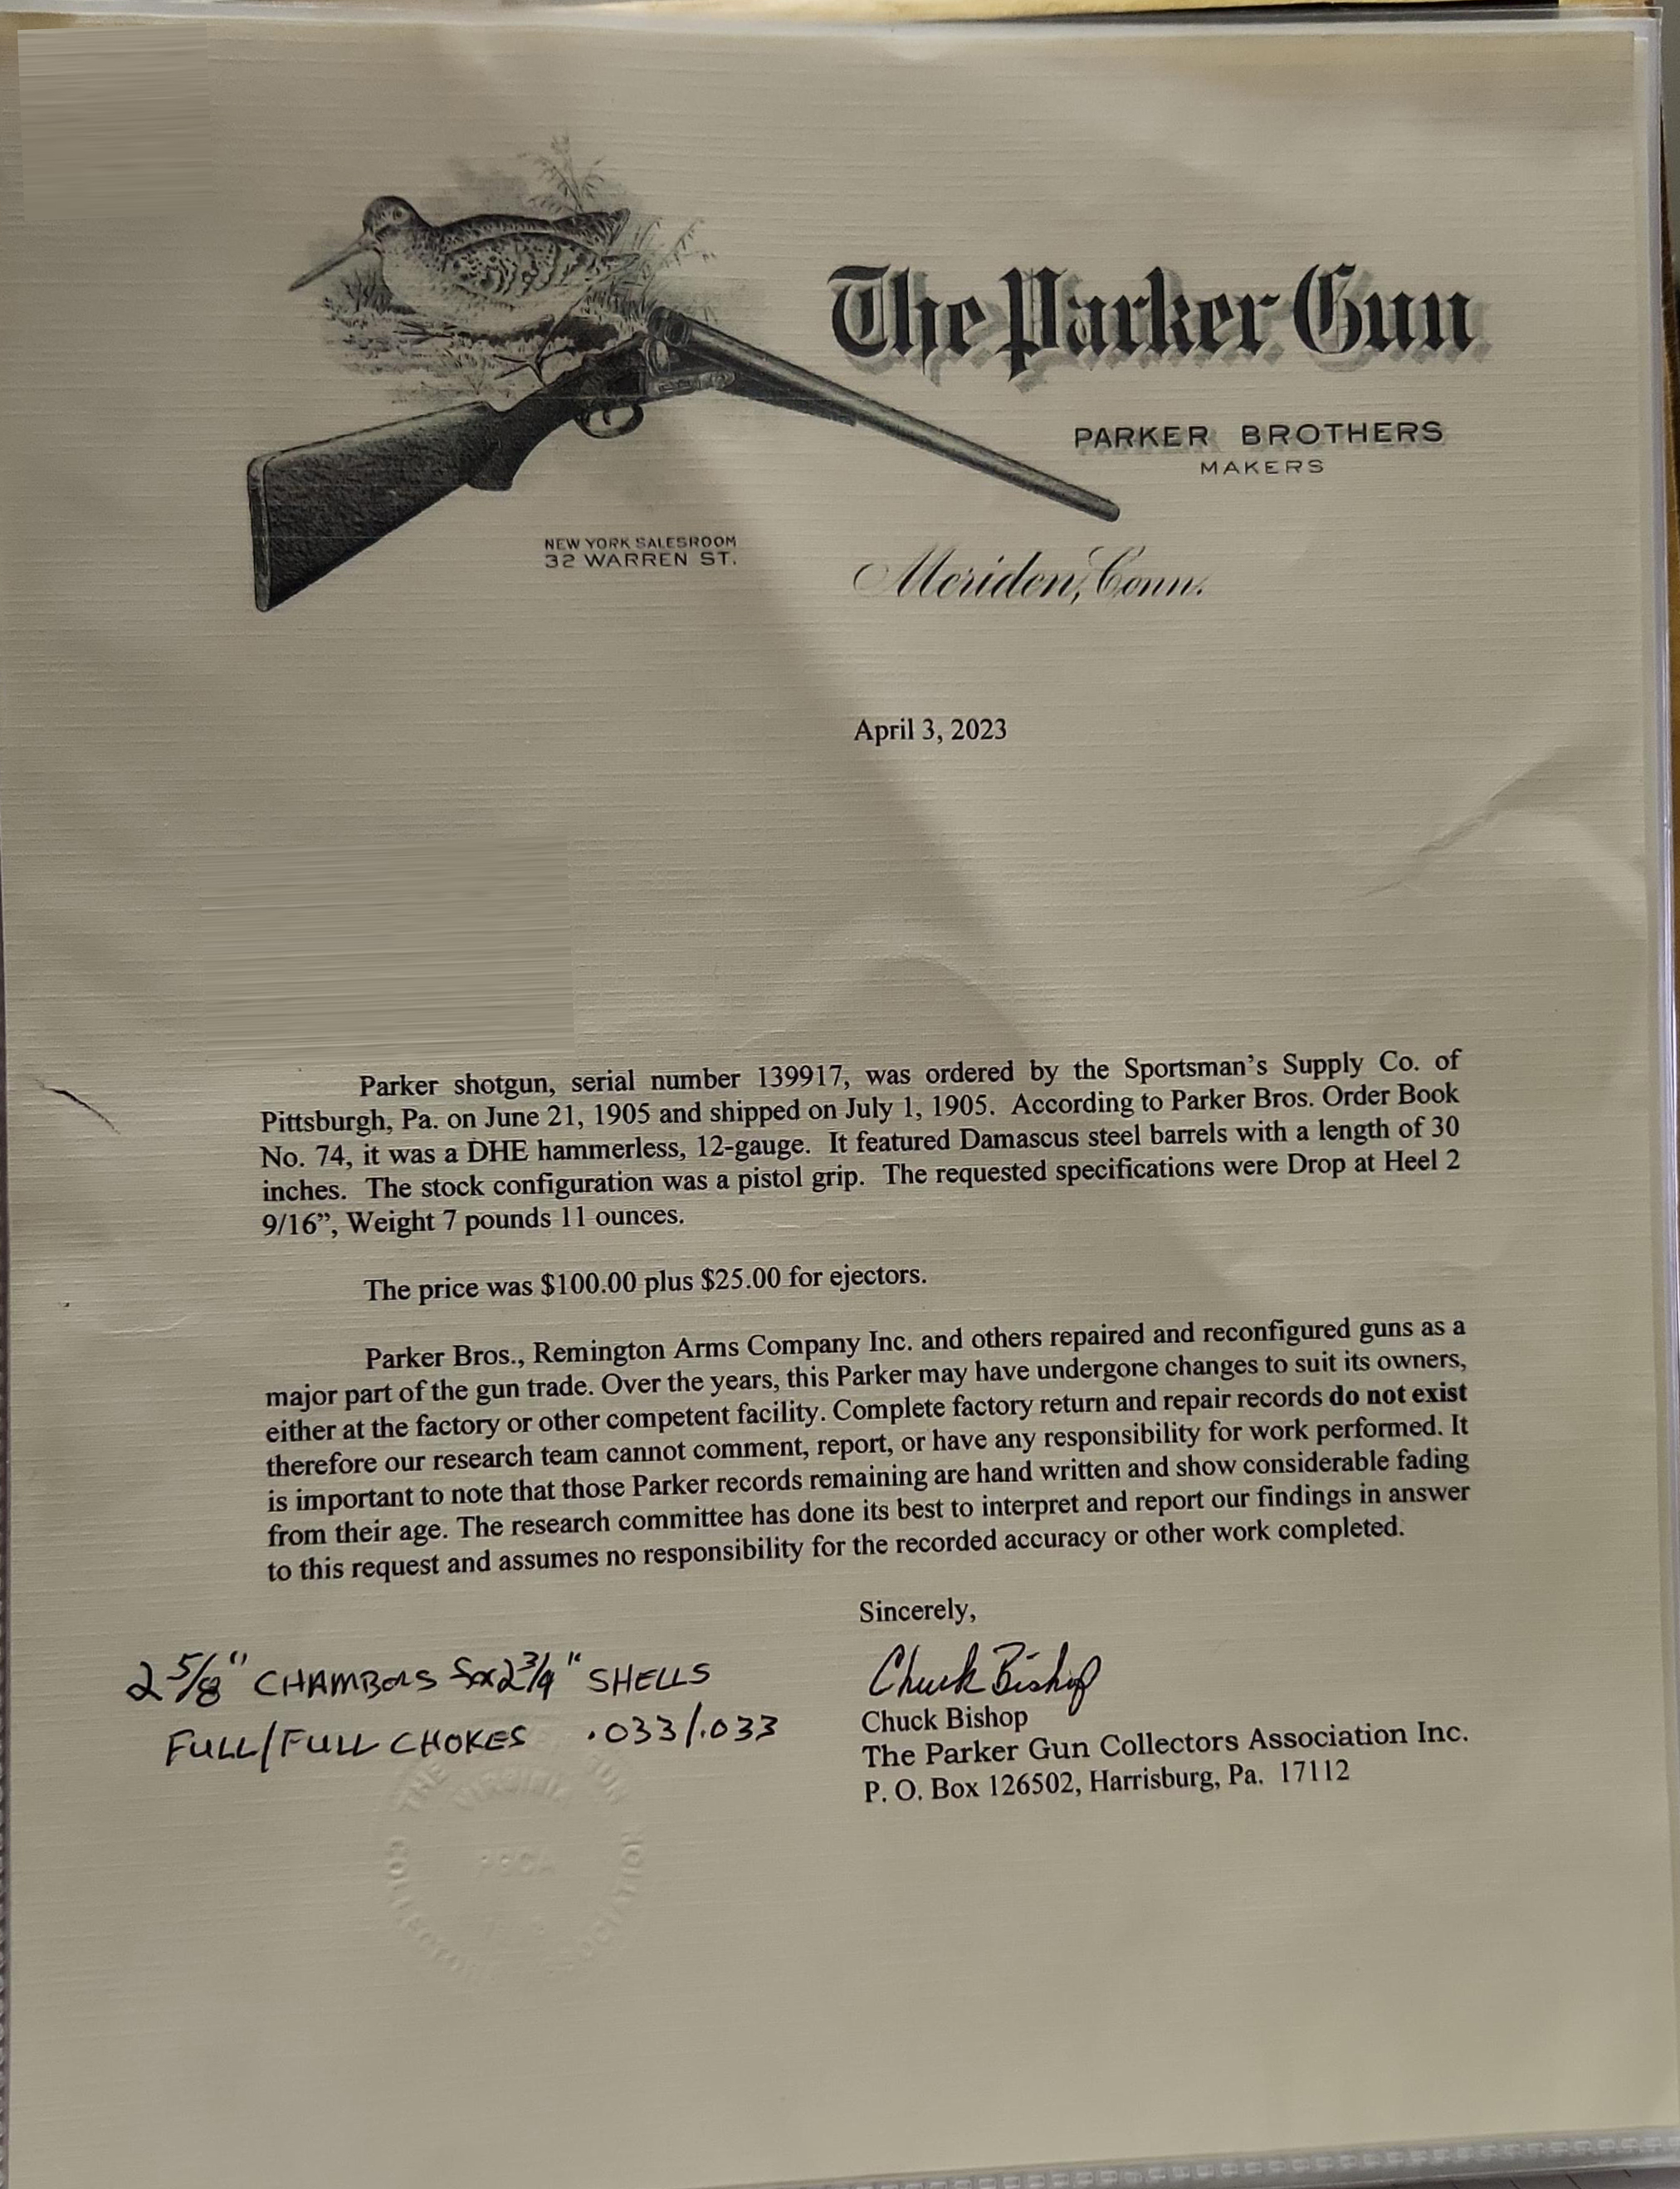 The Parker Gun
PARKER BROTHERS
MAKERS
NEW YORK SALESROOM
32 WARREN ST.
Meriden, Conn.
April 3, 2023
Parker shotgun, serial number 139917, was ordered by the Sportsman's Supply Co. of
Pittsburgh, Pa. on June 21, 1905 and shipped on July 1, 1905. According to Parker Bros. Order Book
No. 74, it was a DHE hammerless, 12-gauge. It featured Damascus steel barrels with a length of 30
inches. The stock configuration was a pistol grip. The requested specifications were Drop at Heel 2
9/16”, Weight 7 pounds 11 ounces.
The price was $100.00 plus $25.00 for ejectors.
Parker Bros., Remington Arms Company Inc. and others repaired and reconfigured guns as a
major part of the gun trade. Over the years, this Parker may have undergone changes to suit its owners,
either at the factory or other competent facility. Complete factory return and repair records do not exist
therefore our research team cannot comment, report, or have any responsibility for work performed. It
is important to note that those Parker records remaining are hand written and show considerable fading
from their age. The research committee has done its best to interpret and report our findings in answer
to this request and assumes no responsibility for the recorded accuracy or other work completed.
Sincerely,
Chuck Bishop
Chuck Bishop
The Parker Gun Collectors Association Inc.
P. O. Box 126502, Harrisburg, Pa. 17112
2 5/8" CHAMBERS for 2 3/4" SHELLS
FULL/FULL CHOKES .033/.033
THE
VIRGINIA
PGCA